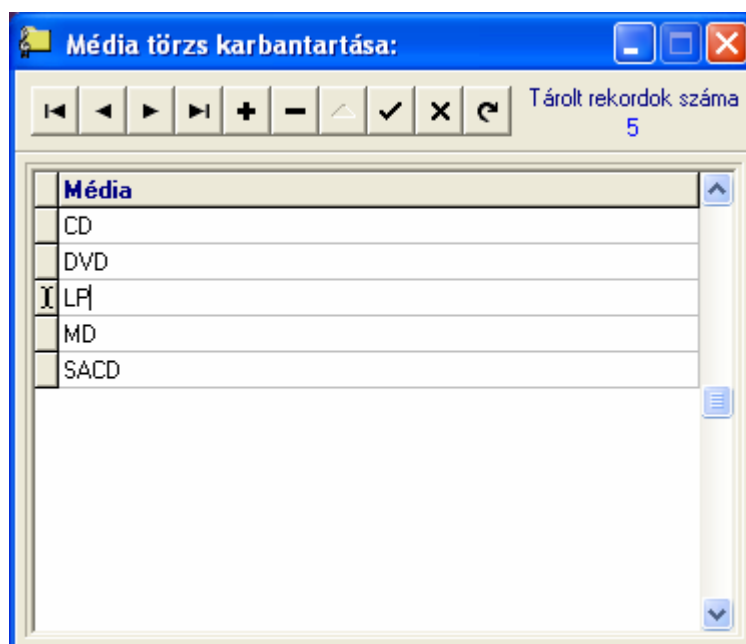 Média törzs karbantartása:
Tárolt rekordok száma
5
Média
CD
DVD
LP
MD
SACD